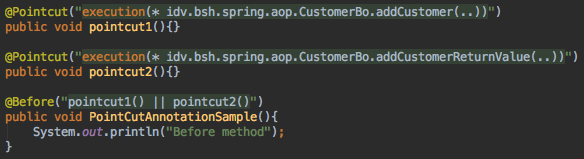 @Pointcut("execution(* idv.bsh.spring.aop.CustomerBo.addCustomer(..))")
public void pointcut1(){}
@Pointcut("execution(* idv.bsh.spring.aop.CustomerBo.addCustomerReturnValue(..))")
public void pointcut2(){}
@Before("pointcut1() || pointcut2()")
public void PointCutAnnotationSample(){
System.out.println("Before method");
}